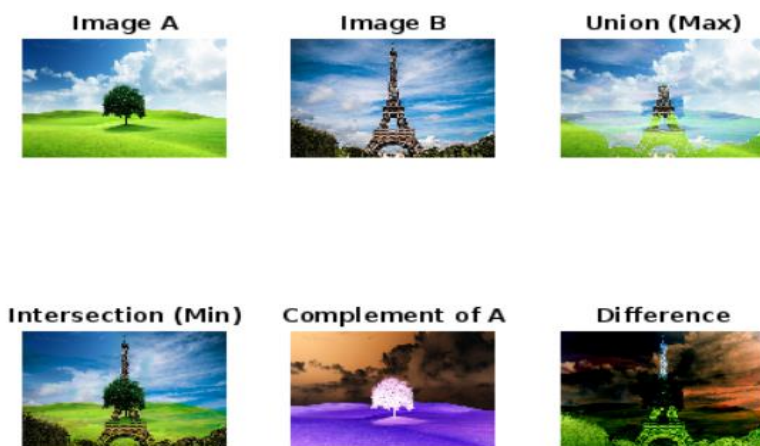 Image A
Image B
Union (Max)
Intersection (Min)
Complement of A
Difference